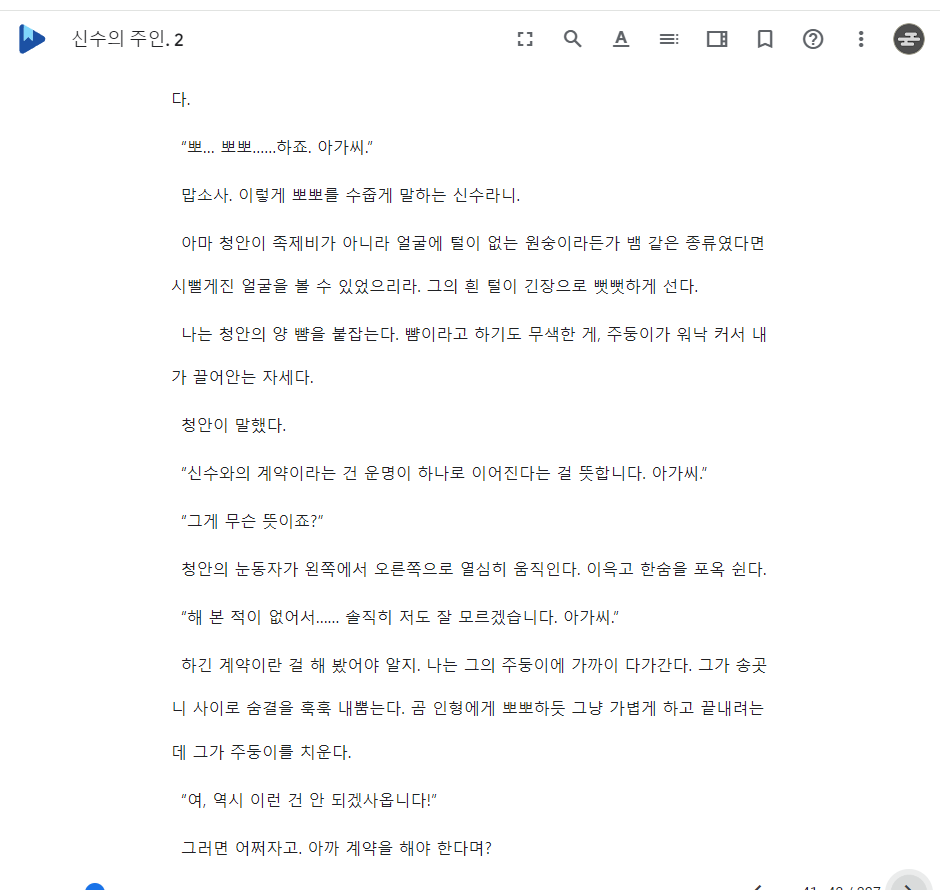 신수의 주인. 2
다.
“뽀... 뽀뽀……하죠. 아가씨.”
맙소사. 이렇게 뽀뽀를 수줍게 말하는 신수라니.
아마 청안이 족제비가 아니라 얼굴에 털이 없는 원숭이라든가 뱀 같은 종류였다면
시뻘게진 얼굴을 볼 수 있었으리라. 그의 흰 털이 긴장으로 뻣뻣하게 선다.
나는 청안의 양 뺨을 붙잡는다. 뺨이라고 하기도 무색한 게, 주둥이가 워낙 커서 내
가 끌어안는 자세다.
청안이 말했다.
“신수와의 계약이라는 건 운명이 하나로 이어진다는 걸 뜻합니다. 아가씨.”
“그게 무슨 뜻이죠?”
청안의 눈동자가 왼쪽에서 오른쪽으로 열심히 움직인다. 이윽고 한숨을 포옥 쉰다.
“해 본 적이 없어서…… 솔직히 저도 잘 모르겠습니다. 아가씨.”
하긴 계약이란 걸 해 봤어야 알지. 나는 그의 주둥이에 가까이 다가간다. 그가 송곳
니 사이로 숨결을 훅훅 내뿜는다. 곰 인형에게 뽀뽀하듯 그냥 가볍게 하고 끝내려는
데 그가 주둥이를 치운다.
“여, 역시 이런 건 안 되겠사옵니다!”
그러면 어쩌자고. 아까 계약을 해야 한다며?